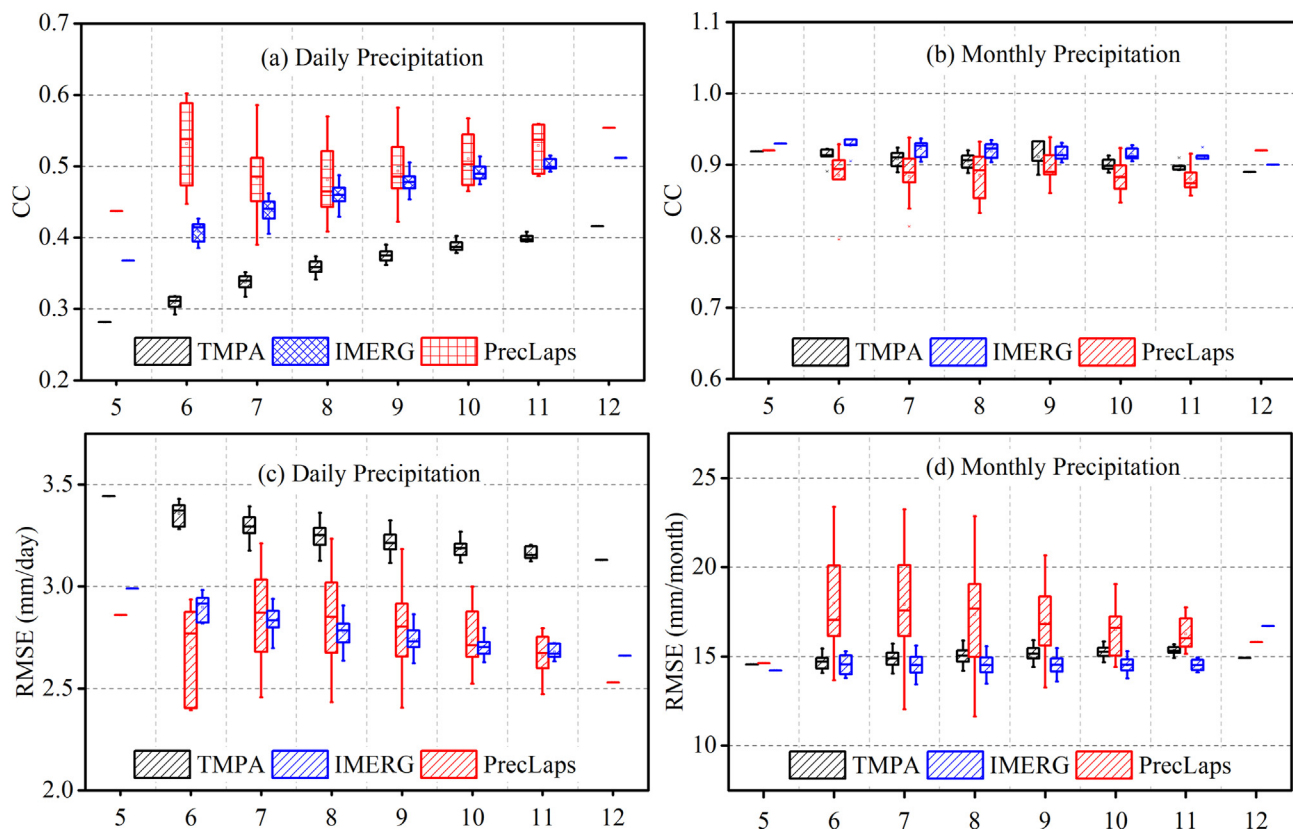 (a) Daily Precipitation
CC
0.7
0.6
0.5
0.4
0.3
0.2
TMPA IMERG PrecLaps
5 6 7 8 9 10 11 12
(b) Monthly Precipitation
CC
1.1
1.0
0.9
0.8
0.7
0.6
TMPA IMERG PrecLaps
5 6 7 8 9 10 11 12
(c) Daily Precipitation
RMSE (mm/day)
3.5
3.0
2.5
2.0
TMPA IMERG PrecLaps
5 6 7 8 9 10 11 12
(d) Monthly Precipitation
RMSE (mm/month)
25
20
15
10
TMPA IMERG PrecLaps
5 6 7 8 9 10 11 12